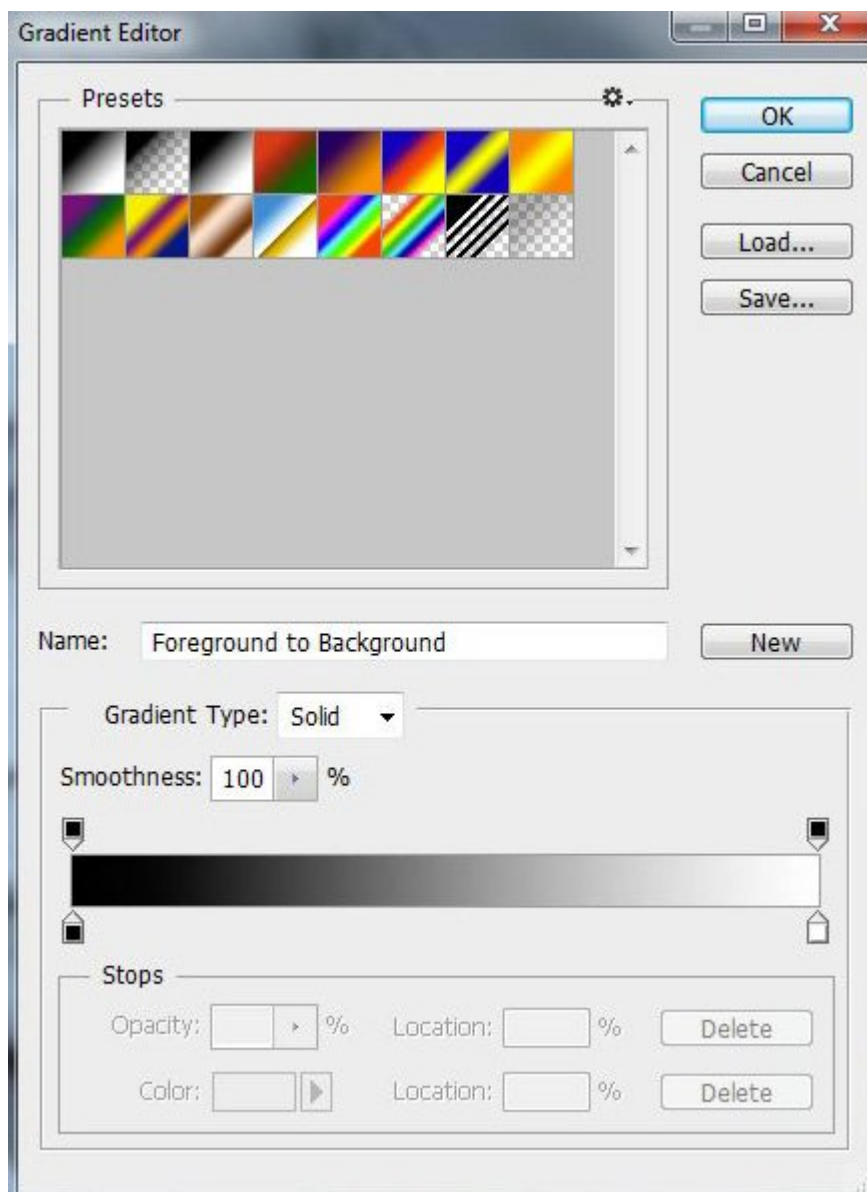 Gradient Editor
Presets
OK
Cancel
Load...
Save...
Name: Foreground to Background New
Gradient Type: Solid
Smoothness: 100 %
Stops
Opacity: % Location: % Delete
Color: Location: % Delete